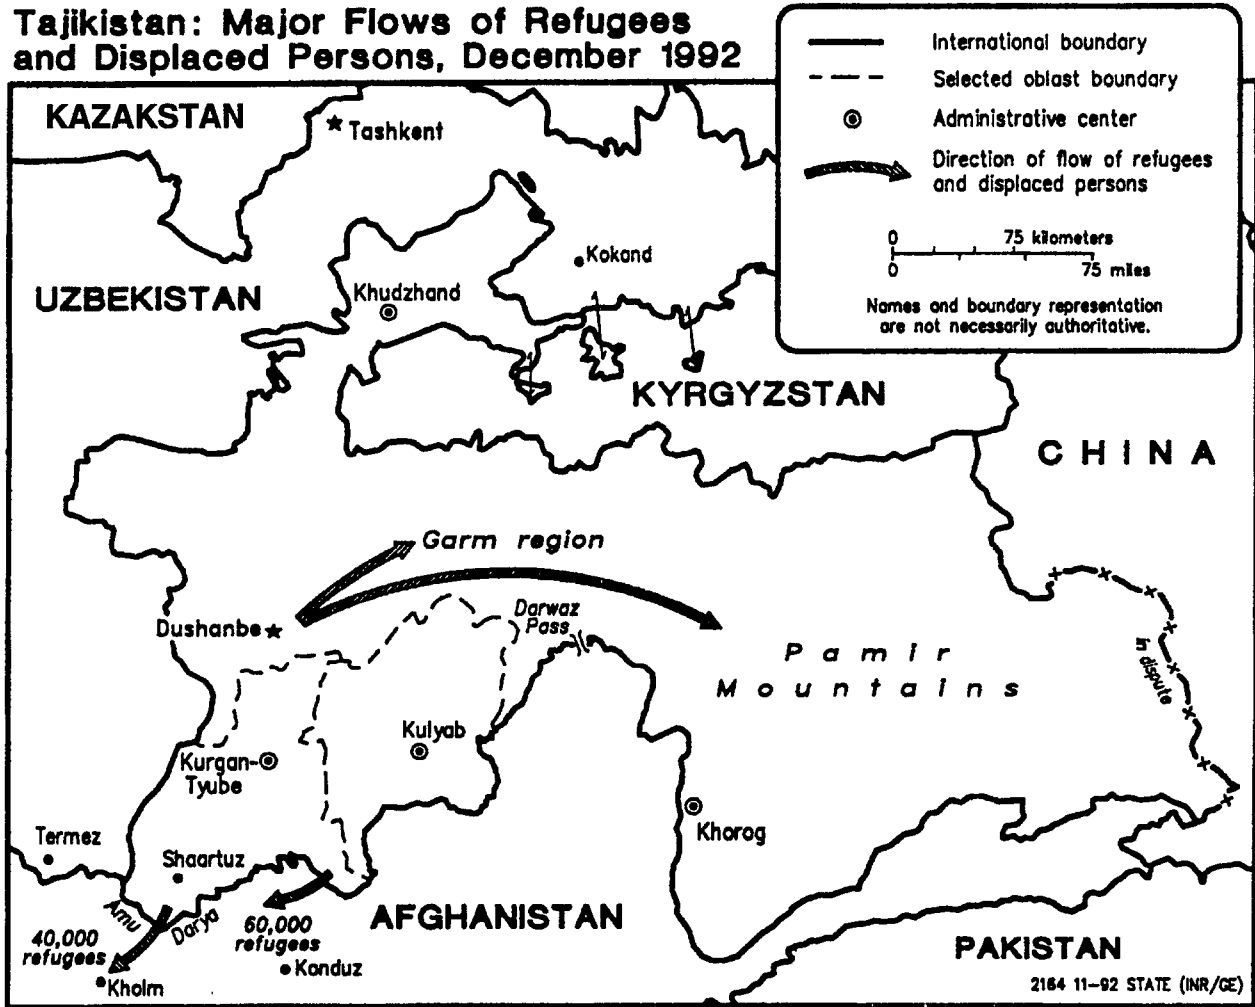 Tajikistan: Major Flows of Refugees
and Displaced Persons, December 1992
International boundary
Selected oblast boundary
Administrative center
Direction of flow of refugees
and displaced persons
0 75 kilometers
0 75 miles
Names and boundary representation
are not necessarily authoritative.
KAZAKSTAN
Tashkent
Kokand
UZBEKISTAN
Khudzhand
KYRGYZSTAN
CHINA
Garm region
Dushanbe
Darwaz
Pass
Pamir
Mountains
in dispute
Kulyab
Kurgan-
Tyube
Khorog
Termez
Shaartuz
Amu Darya
60,000
refugees
40,000
refugees
AFGHANISTAN
PAKISTAN
Konduz
Kholm
2164 11-92 STATE (INR/GE)